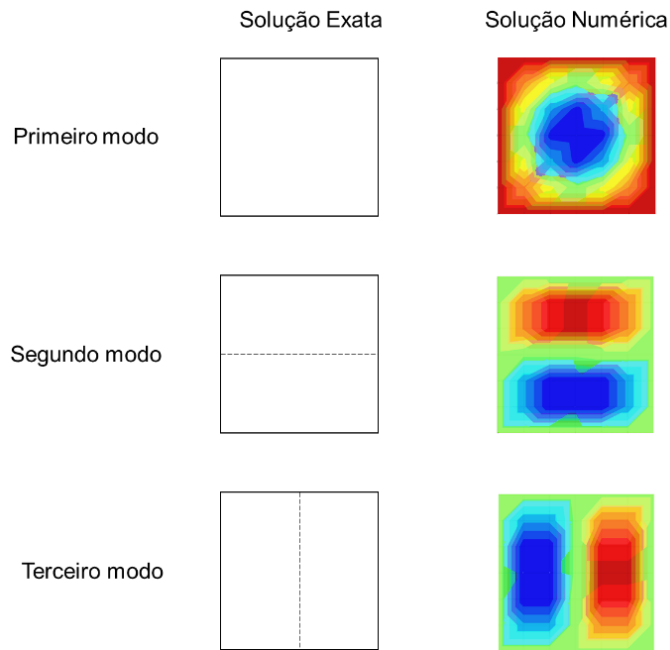 Solução Exata
Solução Numérica
Primeiro modo
Segundo modo
Terceiro modo